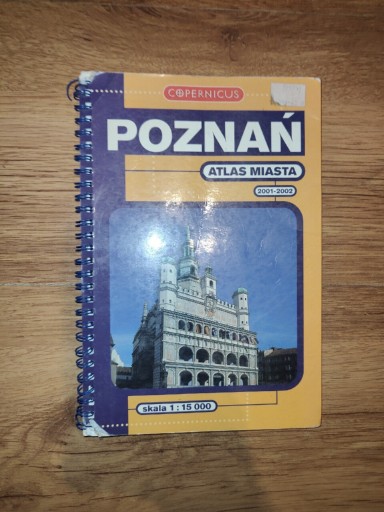 COPERNICUS
POZNAŃ
ATLAS MIASTA
2001-2002
skala 1 : 15 000